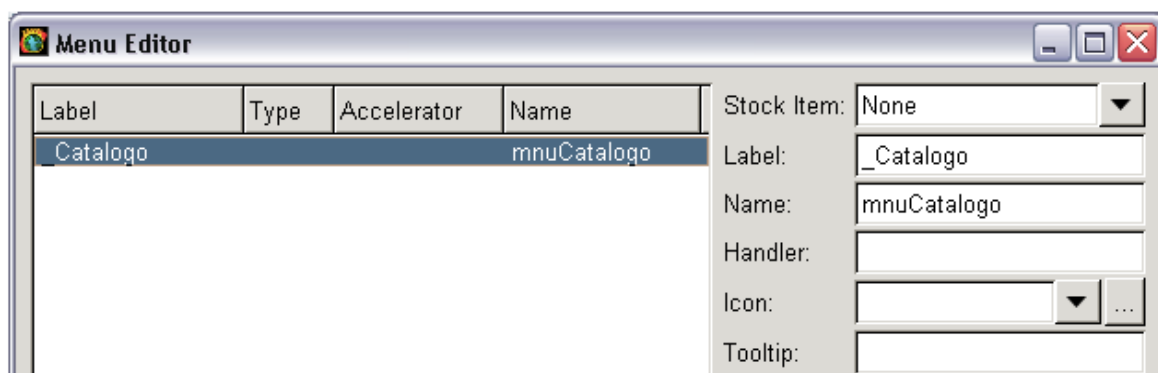 Menu Editor
Label Type Accelerator Name
_Catalogo mnuCatalogo
Stock Item: None
Label: _Catalogo
Name: mnuCatalogo
Handler:
Icon: ...
Tooltip: